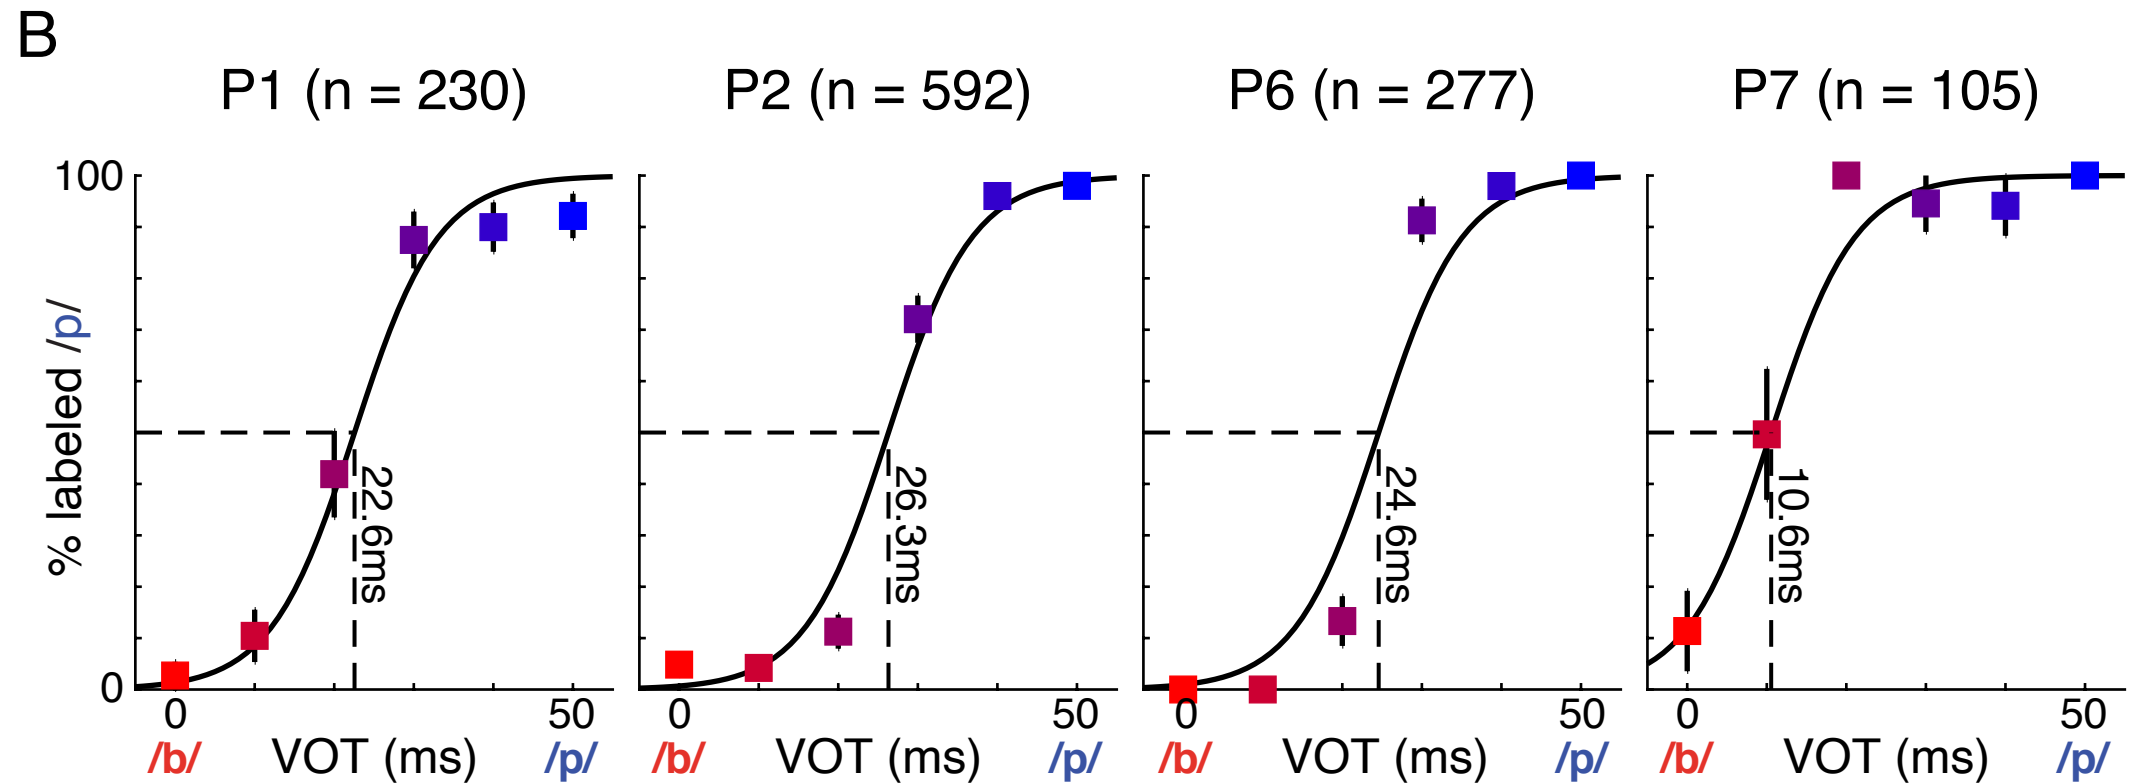 B
P1 (n = 230)
P2 (n = 592)
P6 (n = 277)
P7 (n = 105)
% labeled /p/
100
0
22.6ms
26.3ms
24.6ms
10.6ms
0 50
0 50
0 50
0 50
/b/ VOT (ms) /p/
/b/ VOT (ms) /p/
/b/ VOT (ms) /p/
/b/ VOT (ms) /p/